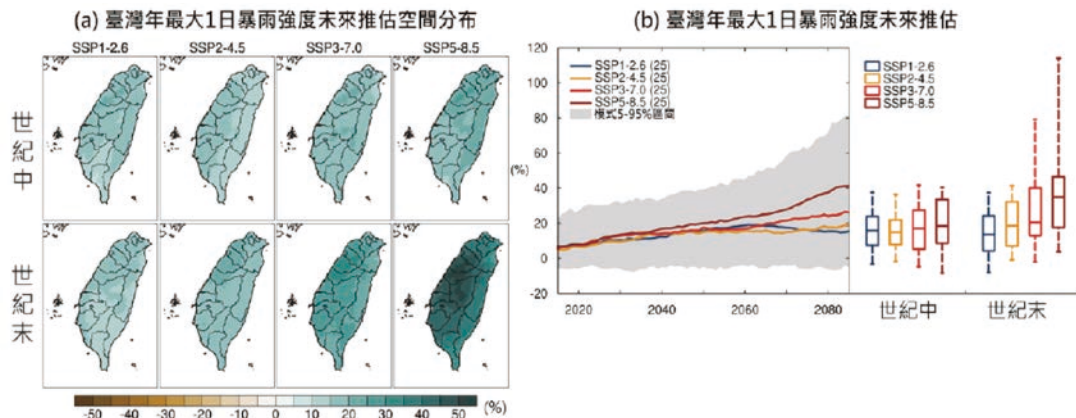 (a) 臺灣年最大1日暴雨強度未來推估空間分布
SSP1-2.6 SSP2-4.5 SSP3-7.0 SSP5-8.5
世紀中
世紀末
-50 -40 -30 -20 -10 0 10 20 30 40 50 (%)
(b) 臺灣年最大1日暴雨強度未來推估
120
100
80
60
40
20
0
-20
(%)
SSP1-2.6 (25)
SSP2-4.5 (25)
SSP3-7.0 (25)
SSP5-8.5 (25)
模式5-95%區間
2020 2040 2060 2080
SSP1-2.6
SSP2-4.5
SSP3-7.0
SSP5-8.5
世紀中 世紀末